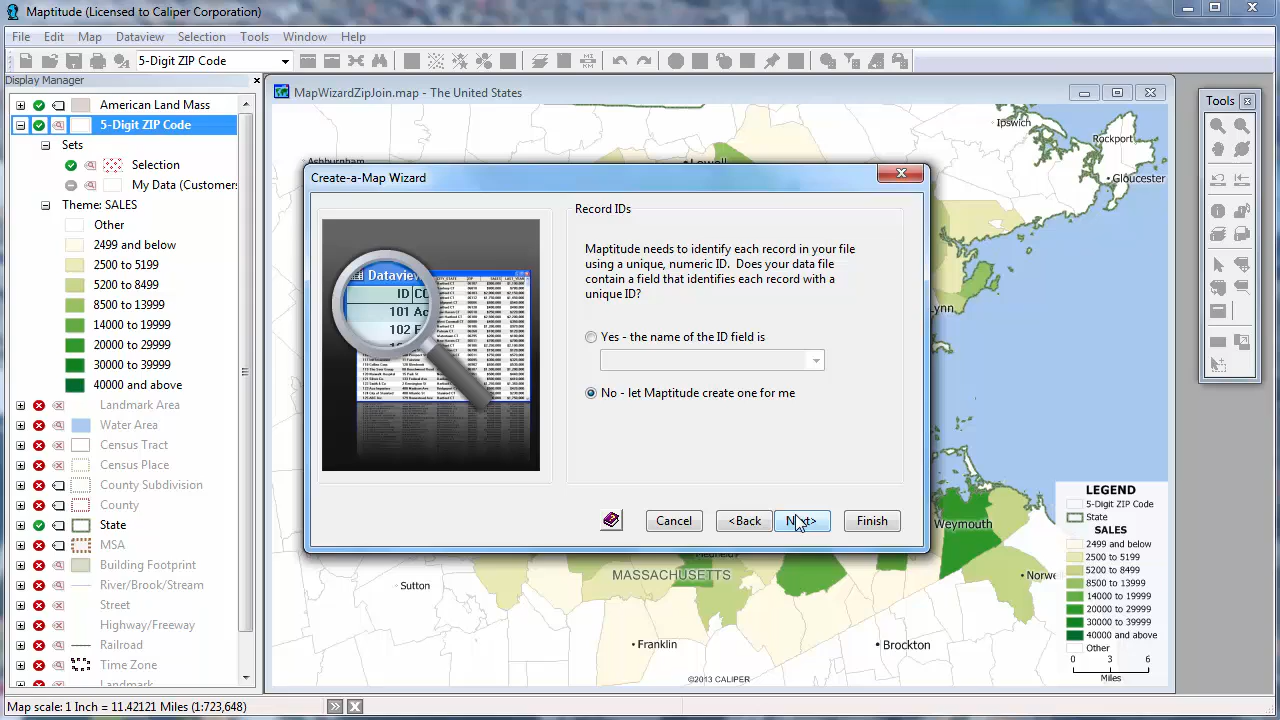 Maptitude (Licensed to Caliper Corporation)
File Edit Map Dataview Selection Tools Window Help
5-Digit ZIP Code
Display Manager
American Land Mass
5-Digit ZIP Code
Sets
Selection
My Data (Customers
Theme: SALES
Other
2499 and below
2500 to 5199
5200 to 8499
8500 to 13999
14000 to 19999
20000 to 29999
30000 to 39999
40000 and above
Landmark Area
Water Area
Census Tract
Census Place
County Subdivision
County
State
MSA
Building Footprint
River/Brook/Stream
Street
Highway/Freeway
Railroad
Time Zone
Landmark
MapWizardZipJoin.map - The United States
Ipswich
Rockport
Gloucester
Ashburnham
Lowell
Create-a-Map Wizard
Dataview
ID
101
102
Record IDs
Maptitude needs to identify each record in your file
using a unique, numeric ID. Does your data file
contain a field that identifies each record with a
unique ID?
Yes - the name of the ID field is
No - let Maptitude create one for me
Cancel
<Back
Finish
Weymouth
MASSACHUSETTS
Sutton
Franklin
Brockton
©2013 CALIPER
LEGEND
5-Digit ZIP Code
State
SALES
2499 and below
2500 to 5199
5200 to 8499
8500 to 13999
14000 to 19999
20000 to 29999
30000 to 39999
40000 and above
Other
0 3 6
Miles
Tools
Map scale: 1 Inch = 11.42121 Miles (1:723,648)